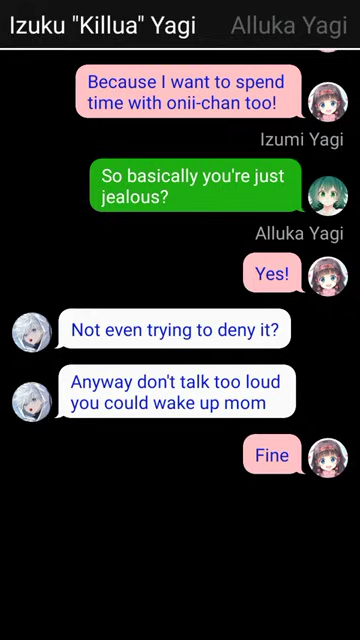 Izuku "Killua" Yagi
Alluka Yagi
Because I want to spend
time with onii-chan too!
Izumi Yagi
So basically you're just
jealous?
Alluka Yagi
Yes!
Not even trying to deny it?
Anyway don't talk too loud
you could wake up mom
Fine